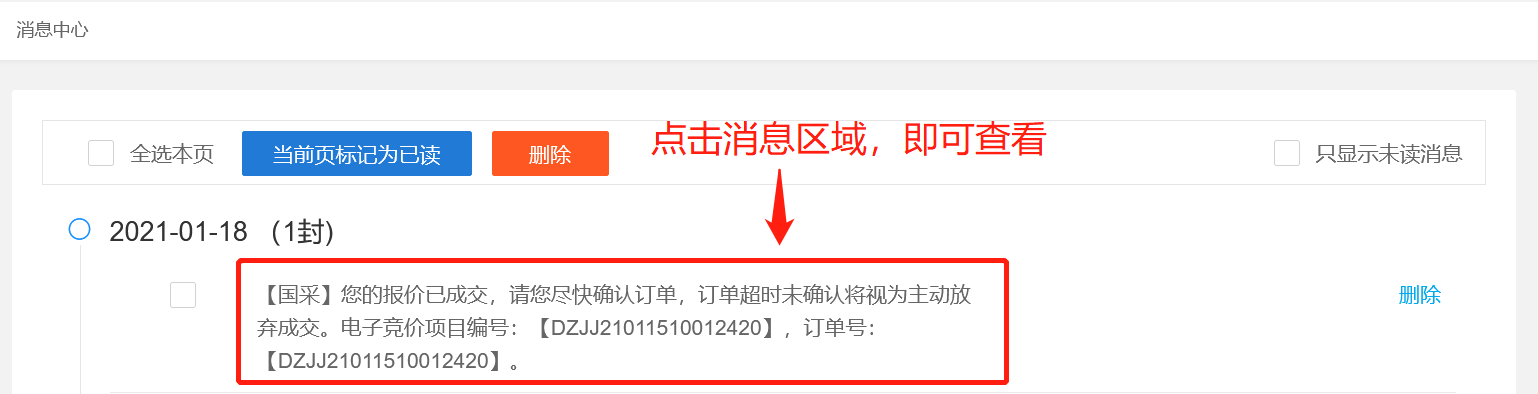 消息中心
全选本页
当前页标记为已读
删除
点击消息区域，即可查看
只显示未读消息
2021-01-18 （1封)
【国采】您的报价已成交，请您尽快确认订单，订单超时未确认将视为主动放
弃成交。电子竞价项目编号：【DZJJ21011510012420】，订单号：
【DZJJ21011510012420】。
删除